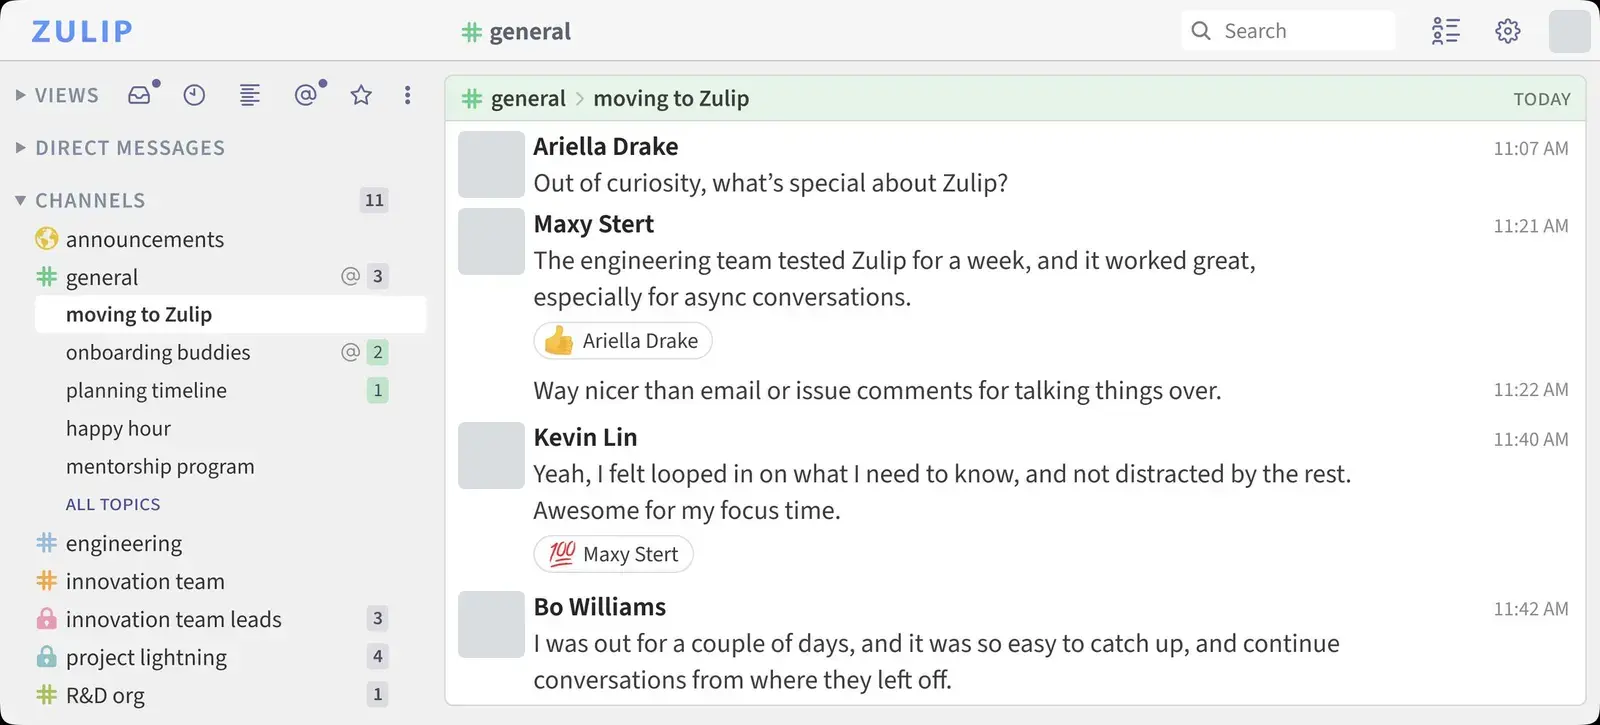 ZULIP
# general
Search
VIEWS
DIRECT MESSAGES
CHANNELS 11
announcements
# general @ 3
moving to Zulip
onboarding buddies @ 2
planning timeline 1
happy hour
mentorship program
ALL TOPICS
# engineering
# innovation team
innovation team leads 3
project lightning 4
# R&D org 1
# general > moving to Zulip TODAY
Ariella Drake 11:07 AM
Out of curiosity, what’s special about Zulip?
Maxy Stert 11:21 AM
The engineering team tested Zulip for a week, and it worked great,
especially for async conversations.
👍 Ariella Drake
Way nicer than email or issue comments for talking things over. 11:22 AM
Kevin Lin 11:40 AM
Yeah, I felt looped in on what I need to know, and not distracted by the rest.
Awesome for my focus time.
💯 Maxy Stert
Bo Williams 11:42 AM
I was out for a couple of days, and it was so easy to catch up, and continue
conversations from where they left off.